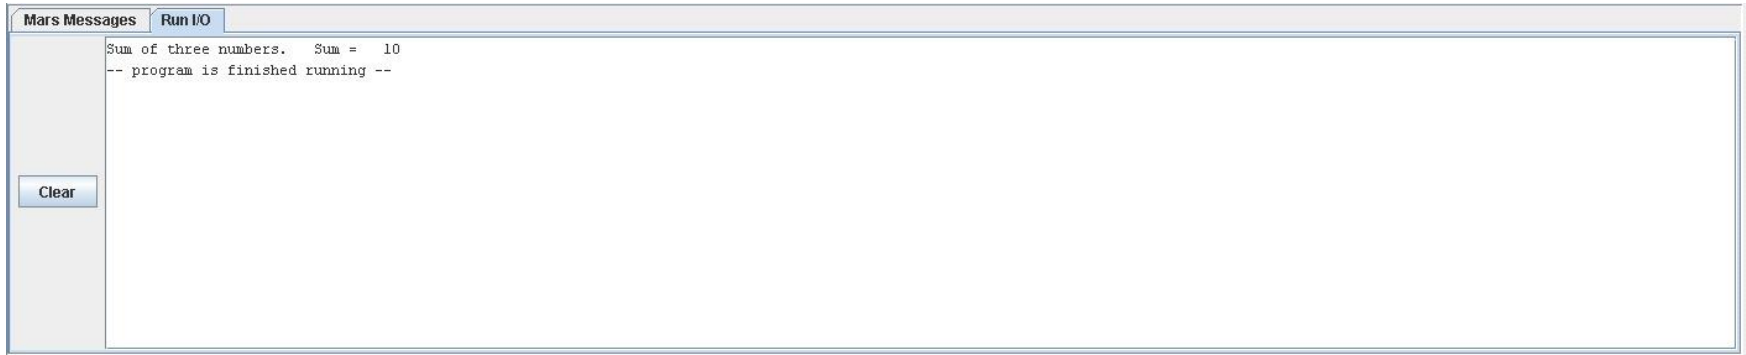 Mars Messages Run I/O
Sum of three numbers.   Sum =   10
-- program is finished running --
Clear